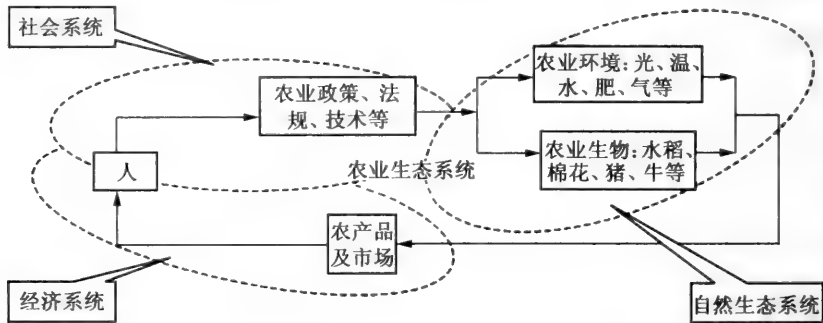 社会系统
农业政策、法
规、技术等
农业环境：光、温、
水、肥、气等
人
农业生态系统
农业生物：水稻、
棉花、猪、牛等
农产品
及市场
经济系统
自然生态系统